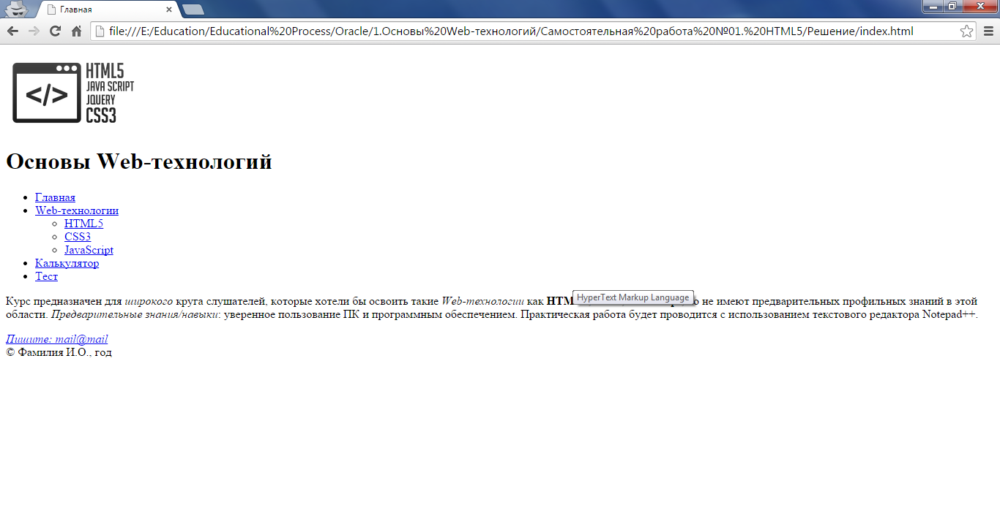 Главная
file:///E:/Education/Educational%20Process/Oracle/1.Основы%20Web-технологий/Самостоятельная%20работа%20№01.%20HTML5/Решение/index.html
HTML5
JAVA SCRIPT
JQUERY
CSS3
</>
Основы Web-технологий
Главная
Web-технологии
HTML5
CSS3
JavaScript
Калькулятор
Тест
HyperText Markup Language
Курс предназначен для широкого круга слушателей, которые хотели бы освоить такие Web-технологии как не имеют предварительных профильных знаний в этой
области. Предварительные знания/навыки: уверенное пользование ПК и программным обеспечением. Практическая работа будет проводится с использованием текстового редактора Notepad++.
Пишите: mail@mail
© Фамилия И.О., год